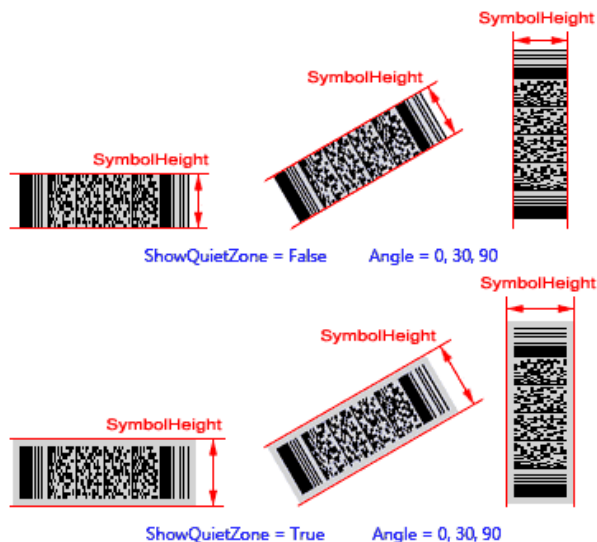 SymbolHeight
SymbolHeight
SymbolHeight
ShowQuietZone = False Angle = 0, 30, 90
SymbolHeight
SymbolHeight
SymbolHeight
ShowQuietZone = True Angle = 0, 30, 90